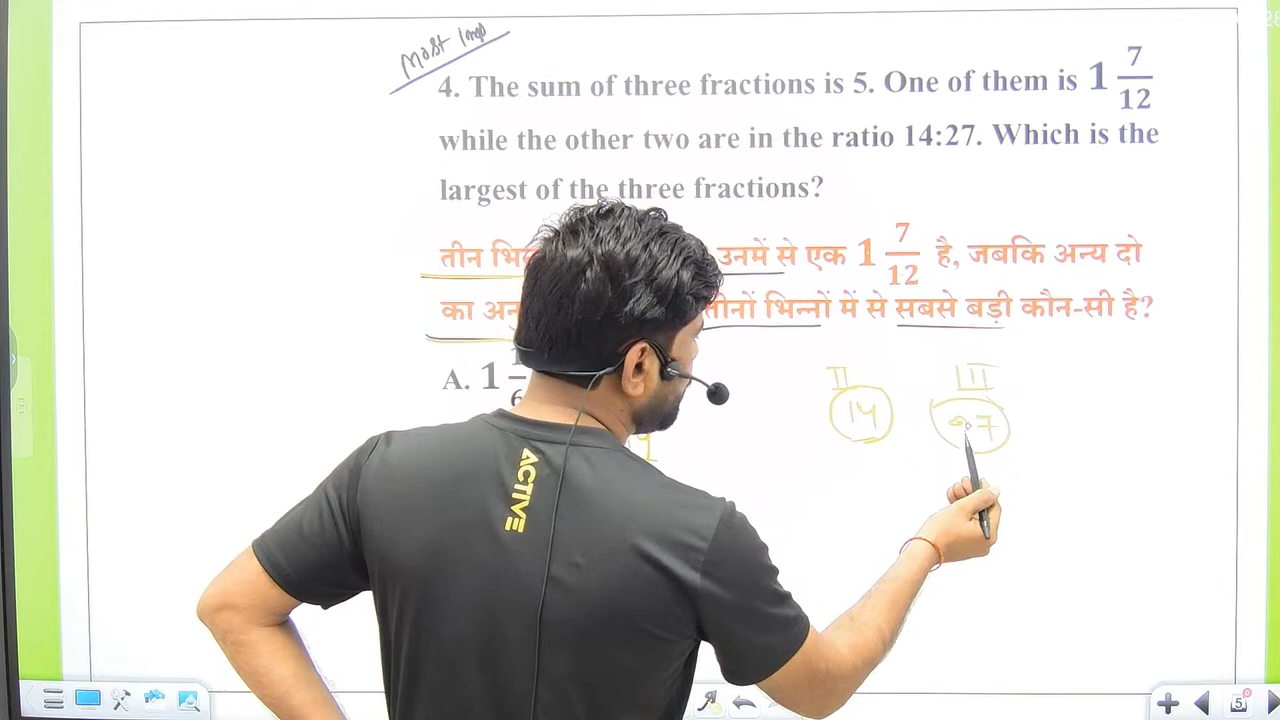 Most Imp
4. The sum of three fractions is 5. One of them is 1 7/12
while the other two are in the ratio 14:27. Which is the
largest of the three fractions?
तीन उनमें से एक 1 7/12 है, जबकि अन्य दो
का तीनों भिन्नों में से सबसे बड़ी कौन-सी है?
A. 1
II III
14 27
ACTIVE
5